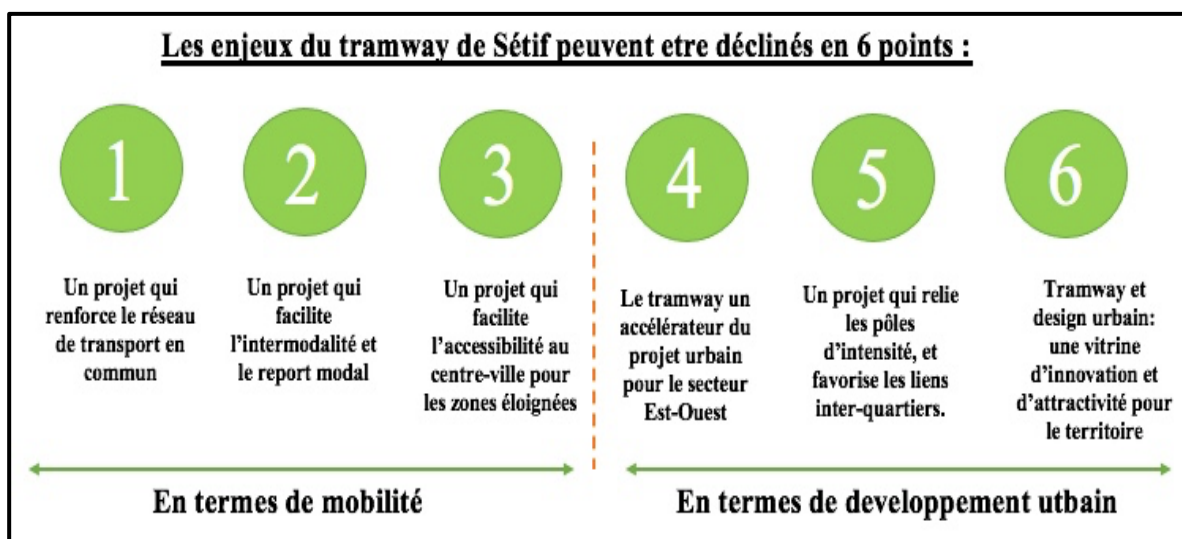 Les enjeux du tramway de Sétif peuvent etre déclinés en 6 points :
1
2
3
4
5
6
Un projet qui
renforce le réseau
de transport en
commun
Un projet qui
facilite
l’intermodalité et
le report modal
Un projet qui
facilite
l’accessibilité au
centre-ville pour
les zones éloignées
Le tramway un
accélérateur du
projet urbain
pour le secteur
Est-Ouest
Un projet qui relie
les pôles
d’intensité, et
favorise les liens
inter-quartiers.
Tramway et
design urbain:
une vitrine
d’innovation et
d’attractivité pour
le territoire
En termes de mobilité
En termes de developpement utbain